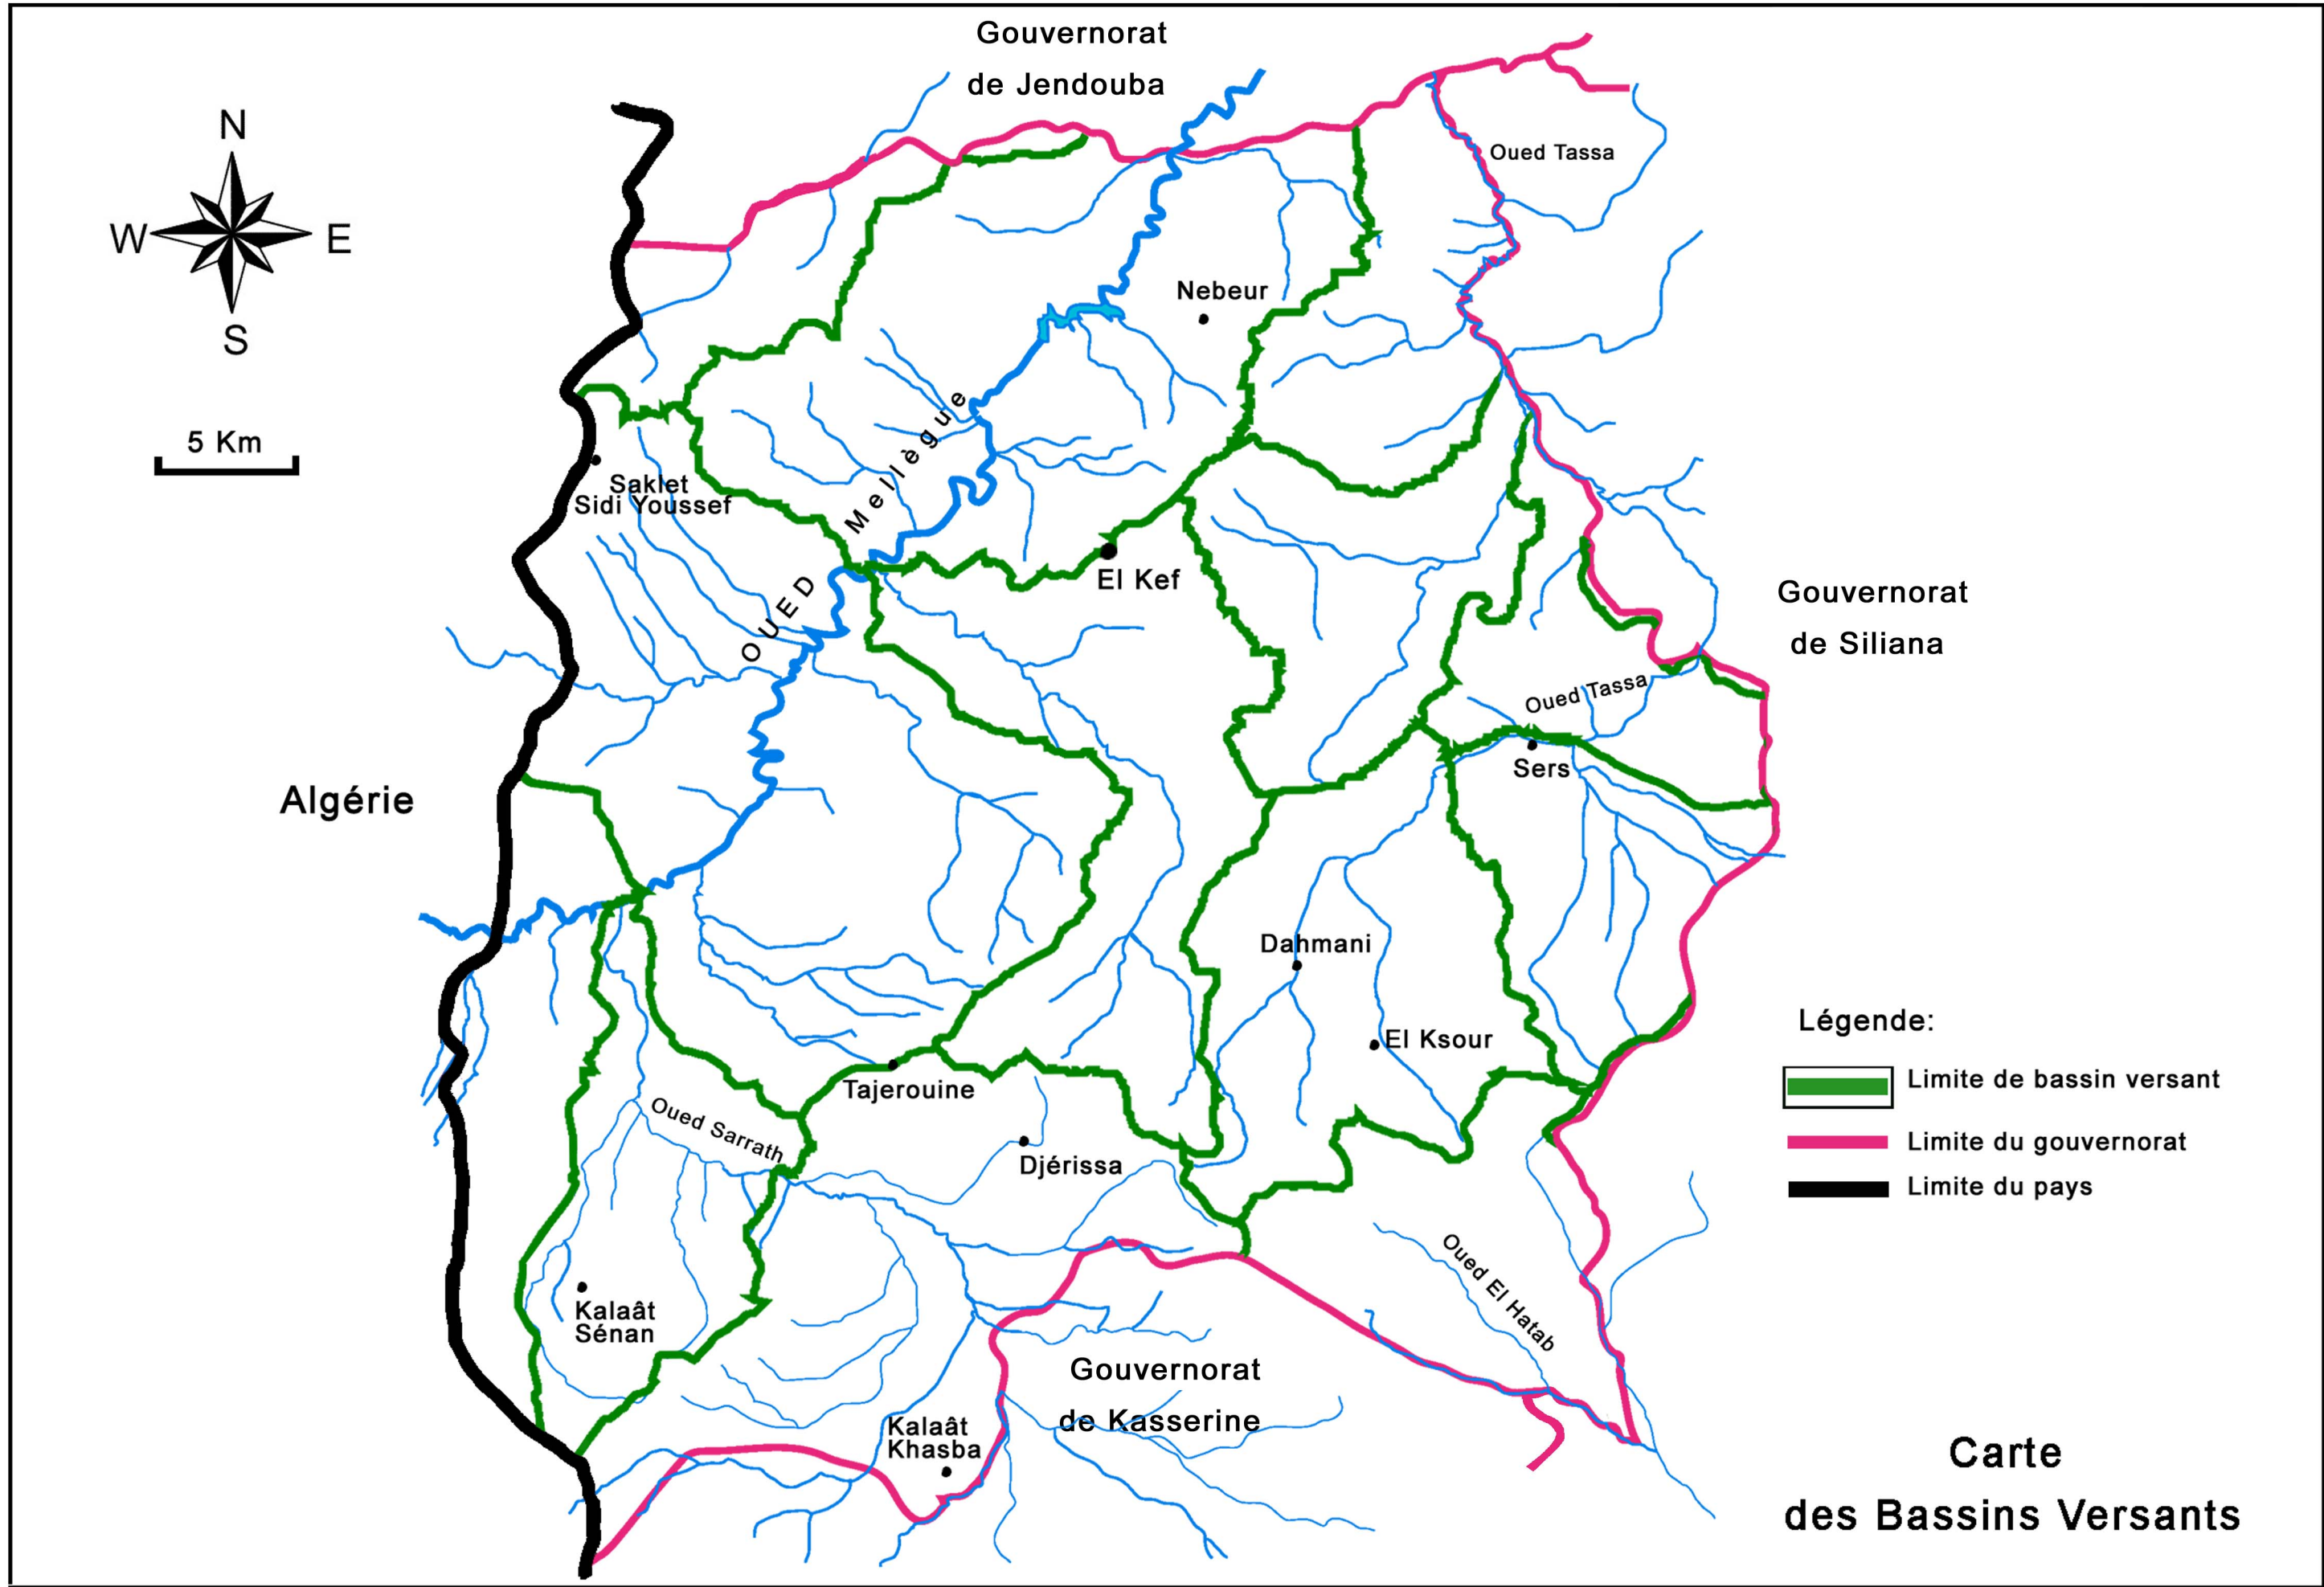 Gouvernorat
de Jendouba
N
W
E
S
5 Km
Oued Tassa
Nebeur
Saklet
Sidi Youssef
OUED Mellègue
El Kef
Gouvernorat
de Siliana
Oued Tassa
Sers
Algérie
Dahmani
El Ksour
Tajerouine
Oued Sarrath
Djérissa
Légende:
Limite de bassin versant
Limite du gouvernorat
Limite du pays
Oued El Hatab
Kalaât
Sénan
Gouvernorat
de Kasserine
Kalaât
Khasba
Carte
des Bassins Versants